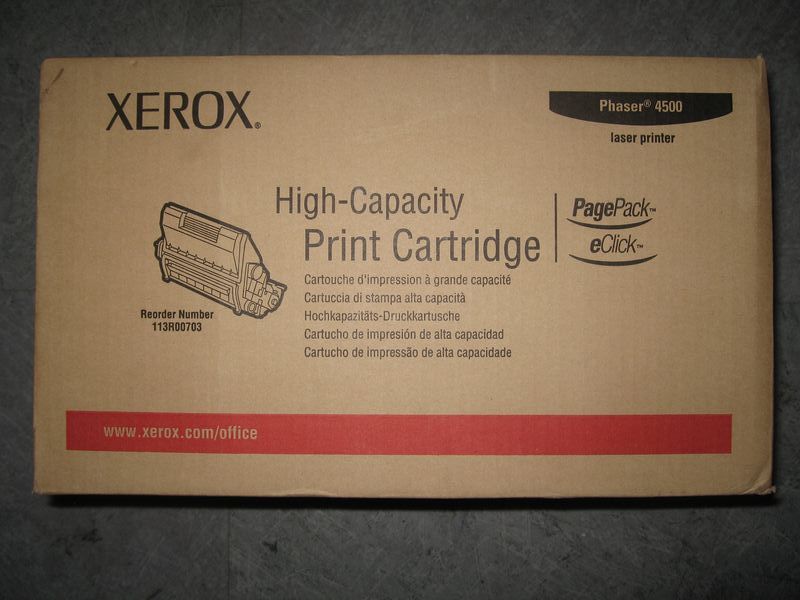 XEROX®
Phaser® 4500
laser printer
High-Capacity
Print Cartridge
PagePack™
eClick™
Cartouche d'impression à grande capacité
Cartuccia di stampa alta capacità
Hochkapazitäts-Druckkartusche
Cartucho de impresión de alta capacidad
Cartucho de impressão de alta capacidade
Reorder Number
113R00703
www.xerox.com/office